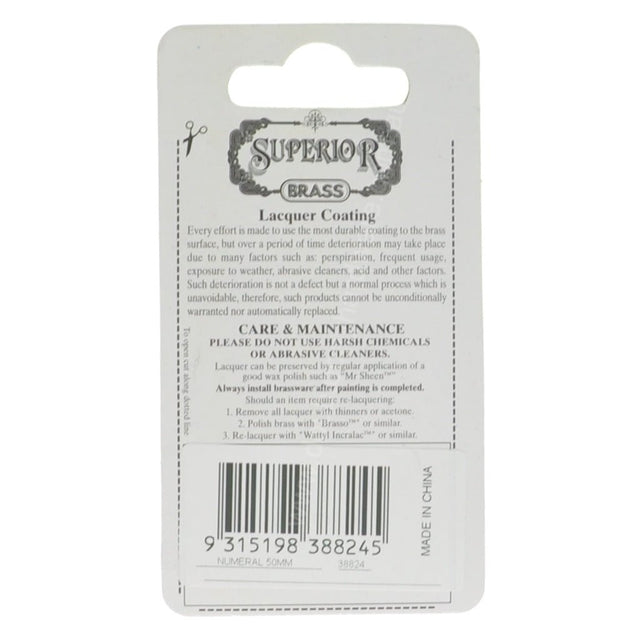 SUPERIOR
BRASS
Lacquer Coating
Every effort is made to use the most durable coating to the brass
surface, but over a period of time deterioration may take place
due to many factors such as: perspiration, frequent usage,
exposure to weather, abrasive cleaners, acid and other factors.
Such deterioration is not a defect but a normal process which is
unavoidable, therefore, such products cannot be unconditionally
warranted nor automatically replaced.
CARE & MAINTENANCE
PLEASE DO NOT USE HARSH CHEMICALS
OR ABRASIVE CLEANERS.
Lacquer can be preserved by regular application of a
good wax polish such as "Mr Sheen™"
Always install brassware after painting is completed.
Should an item require re-lacquering:
1. Remove all lacquer with thinners or acetone.
2. Polish brass with "Brasso™" or similar.
3. Re-lacquer with "Wattyl Incralac™" or similar.
To open cut along dotted line
9 315198 388245
NUMERAL 50MM 38824
MADE IN CHINA